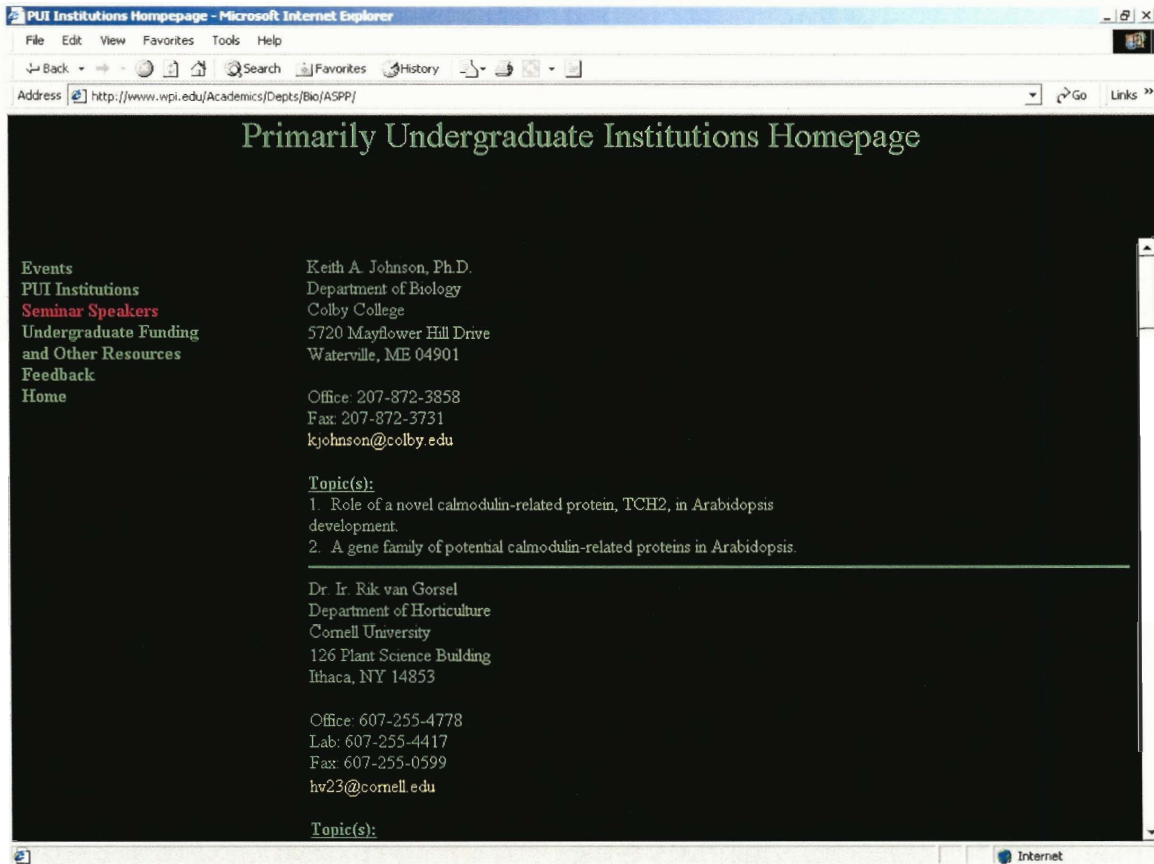 PUI Institutions Hompepage - Microsoft Internet Explorer
File Edit View Favorites Tools Help
Back Search Favorites History
Address http://www.wpi.edu/Academics/Depts/Bio/ASPP/ Go Links »
Primarily Undergraduate Institutions Homepage
Events
PUI Institutions
Seminar Speakers
Undergraduate Funding
and Other Resources
Feedback
Home
Keith A. Johnson, Ph.D.
Department of Biology
Colby College
5720 Mayflower Hill Drive
Waterville, ME 04901
Office: 207-872-3858
Fax: 207-872-3731
kjohnson@colby.edu
Topic(s):
1. Role of a novel calmodulin-related protein, TCH2, in Arabidopsis
development.
2. A gene family of potential calmodulin-related proteins in Arabidopsis.
Dr. Ir. Rik van Gorsel
Department of Horticulture
Cornell University
126 Plant Science Building
Ithaca, NY 14853
Office: 607-255-4778
Lab: 607-255-4417
Fax: 607-255-0599
hv23@cornell.edu
Topic(s):
Internet